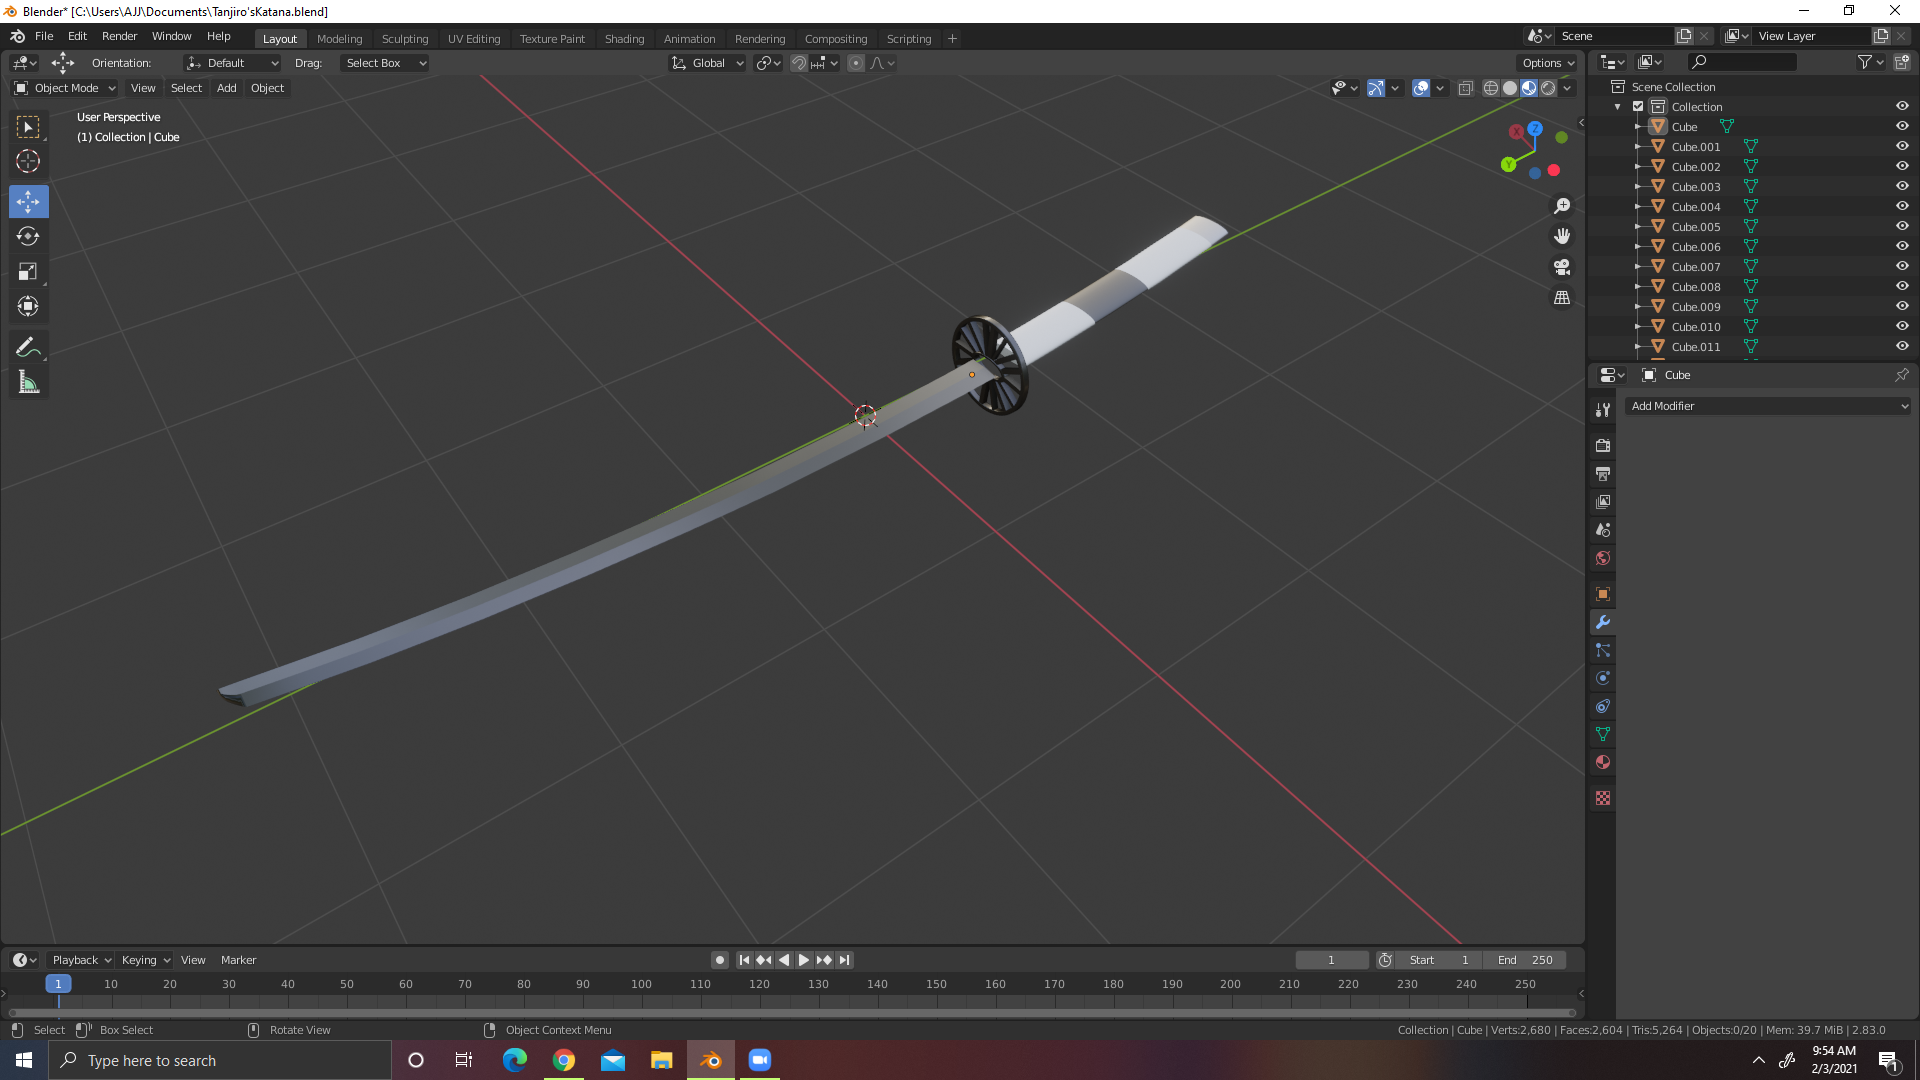 Blender* [C:\Users\AJJ\Documents\Tanjiro'sKatana.blend]
File Edit Render Window Help Layout Modeling Sculpting UV Editing Texture Paint Shading Animation Rendering Compositing Scripting + Scene View Layer
Orientation: Default Drag: Select Box Global Options
Object Mode View Select Add Object
User Perspective
(1) Collection | Cube
X
Y
Z
Scene Collection
Collection
Cube
Cube.001
Cube.002
Cube.003
Cube.004
Cube.005
Cube.006
Cube.007
Cube.008
Cube.009
Cube.010
Cube.011
Cube
Add Modifier
Playback Keying View Marker 1 Start 1 End 250
1 10 20 30 40 50 60 70 80 90 100 110 120 130 140 150 160 170 180 190 200 210 220 230 240 250
Select Box Select Rotate View Object Context Menu Collection | Cube | Verts:2,680 | Faces:2,604 | Tris:5,264 | Objects:0/20 | Mem: 39.7 MiB | 2.83.0
Type here to search
9:54 AM
2/3/2021
1